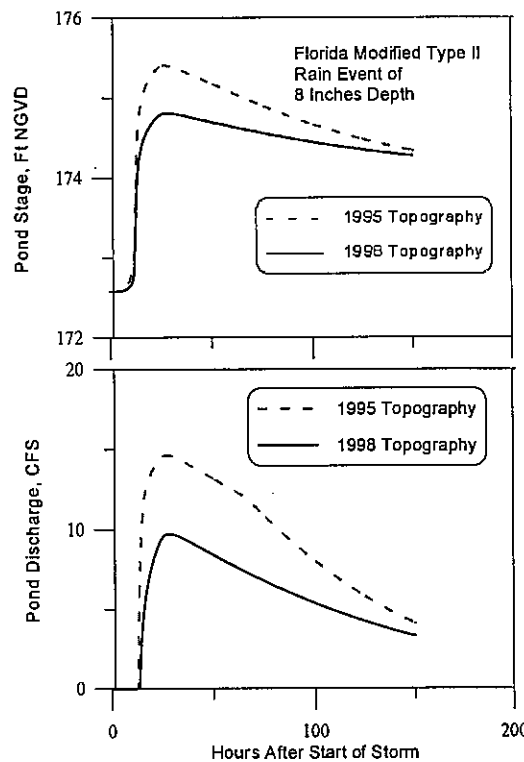 176
174
172
Pond Stage, Ft NGVD
Florida Modified Type II
Rain Event of
8 Inches Depth
1995 Topography
1998 Topography
20
10
0
Pond Discharge, CFS
1995 Topography
1998 Topography
0
100
200
Hours After Start of Storm